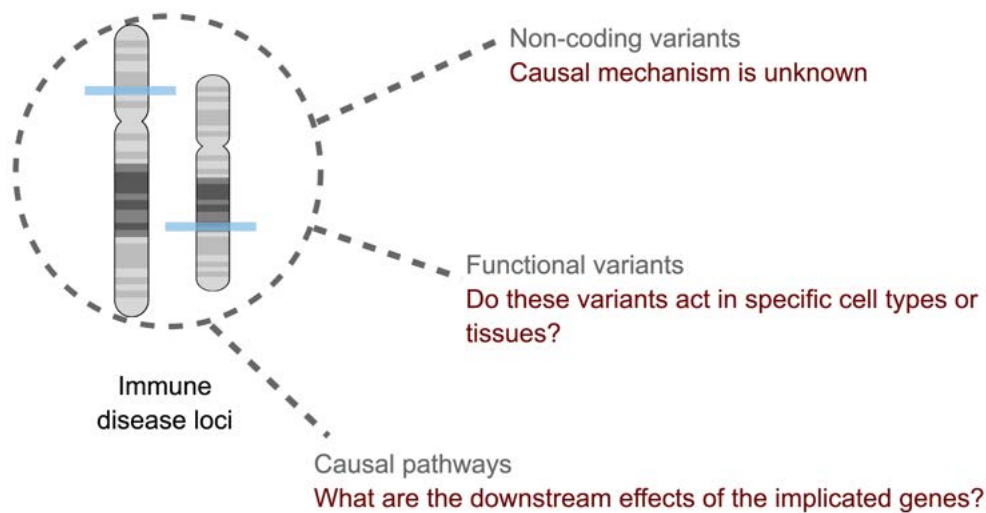 Non-coding variants
Causal mechanism is unknown
Functional variants
Do these variants act in specific cell types or
tissues?
Immune
disease loci
Causal pathways
What are the downstream effects of the implicated genes?